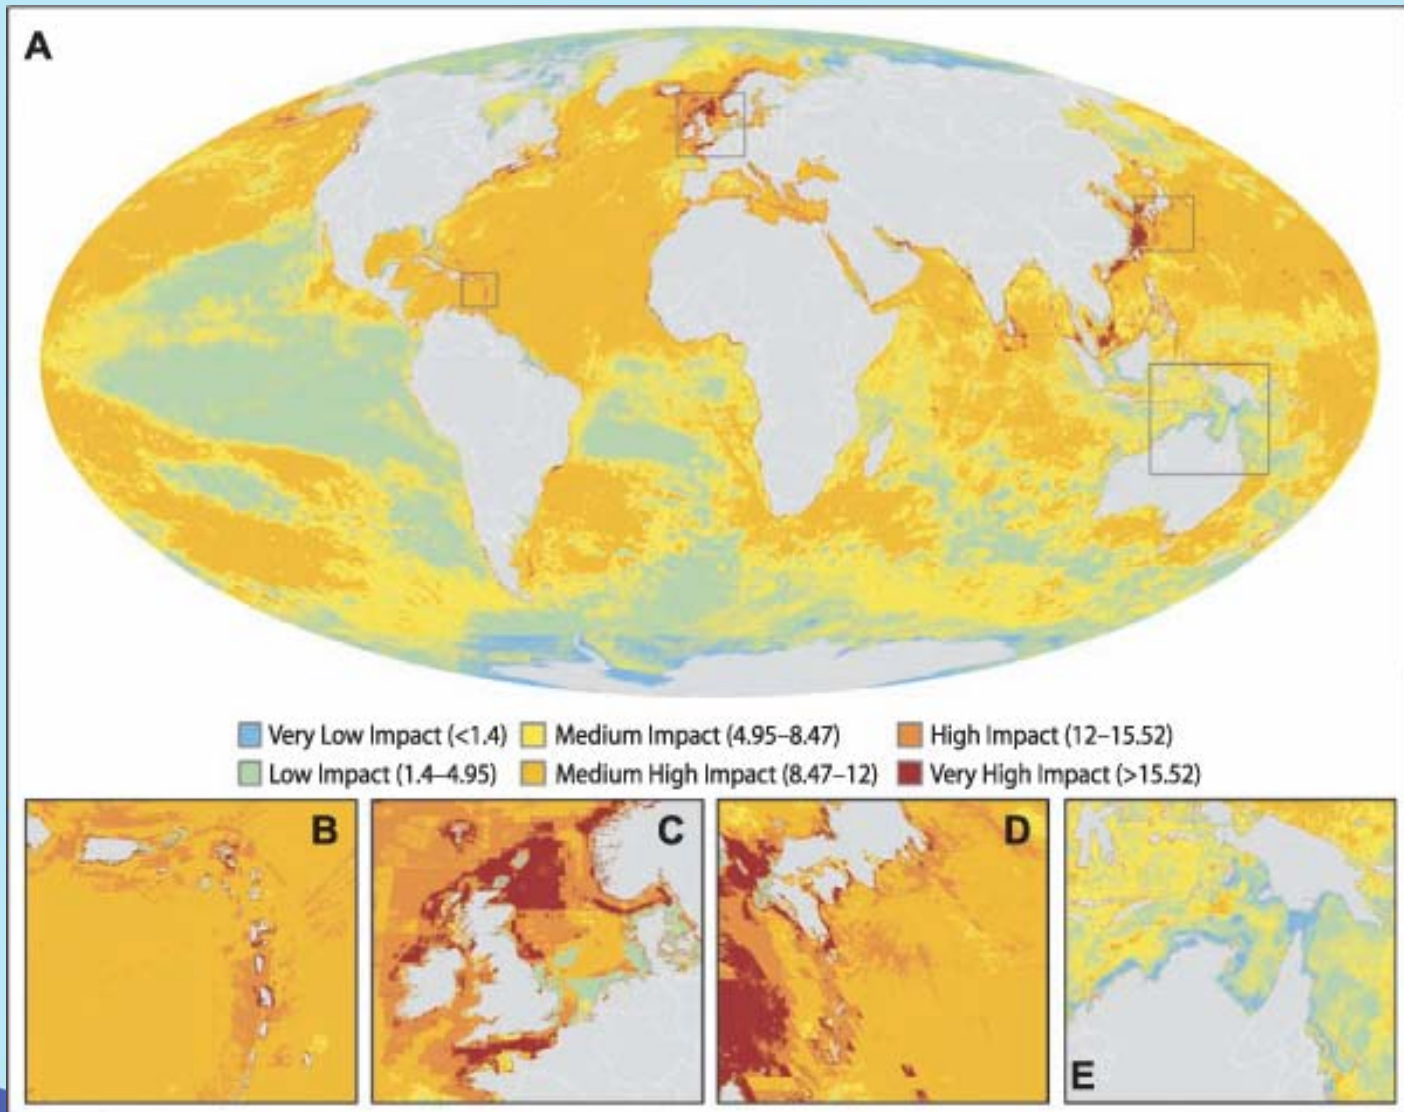 A
Very Low Impact (<1.4) Medium Impact (4.95–8.47) High Impact (12–15.52)
Low Impact (1.4–4.95) Medium High Impact (8.47–12) Very High Impact (>15.52)
B
C
D
E